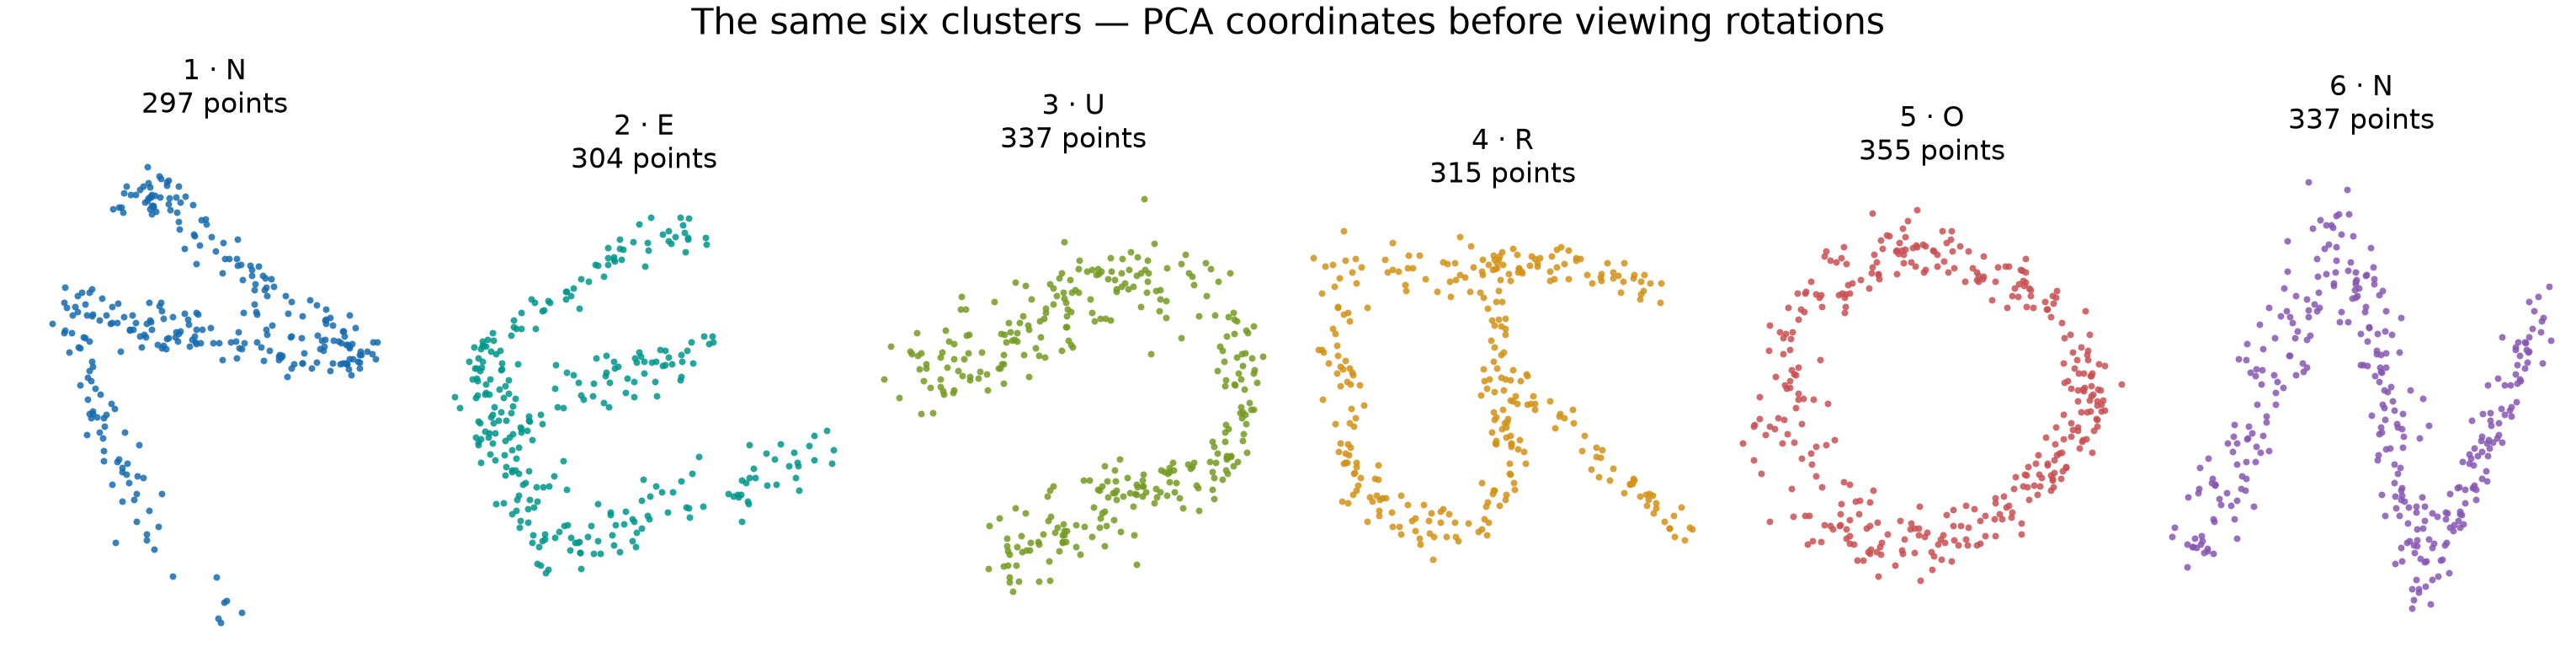 The same six clusters — PCA coordinates before viewing rotations
1 · N
297 points
2 · E
304 points
3 · U
337 points
4 · R
315 points
5 · O
355 points
6 · N
337 points